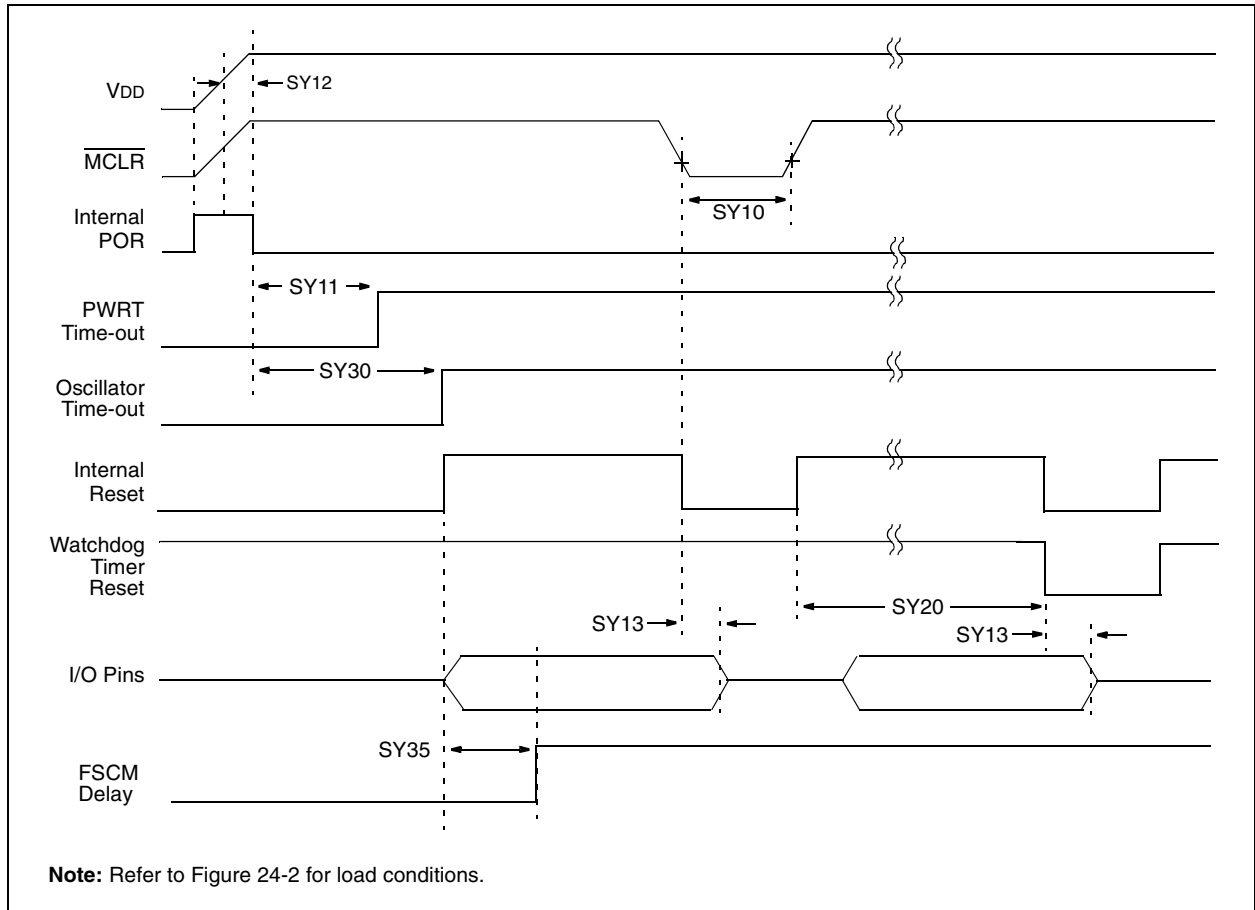 SY12
VDD
MCLR
SY10
Internal
POR
SY11
PWRT
Time-out
SY30
Oscillator
Time-out
Internal
Reset
Watchdog
Timer
Reset
SY20
SY13
SY13
I/O Pins
SY35
FSCM
Delay
Note: Refer to Figure 24-2 for load conditions.